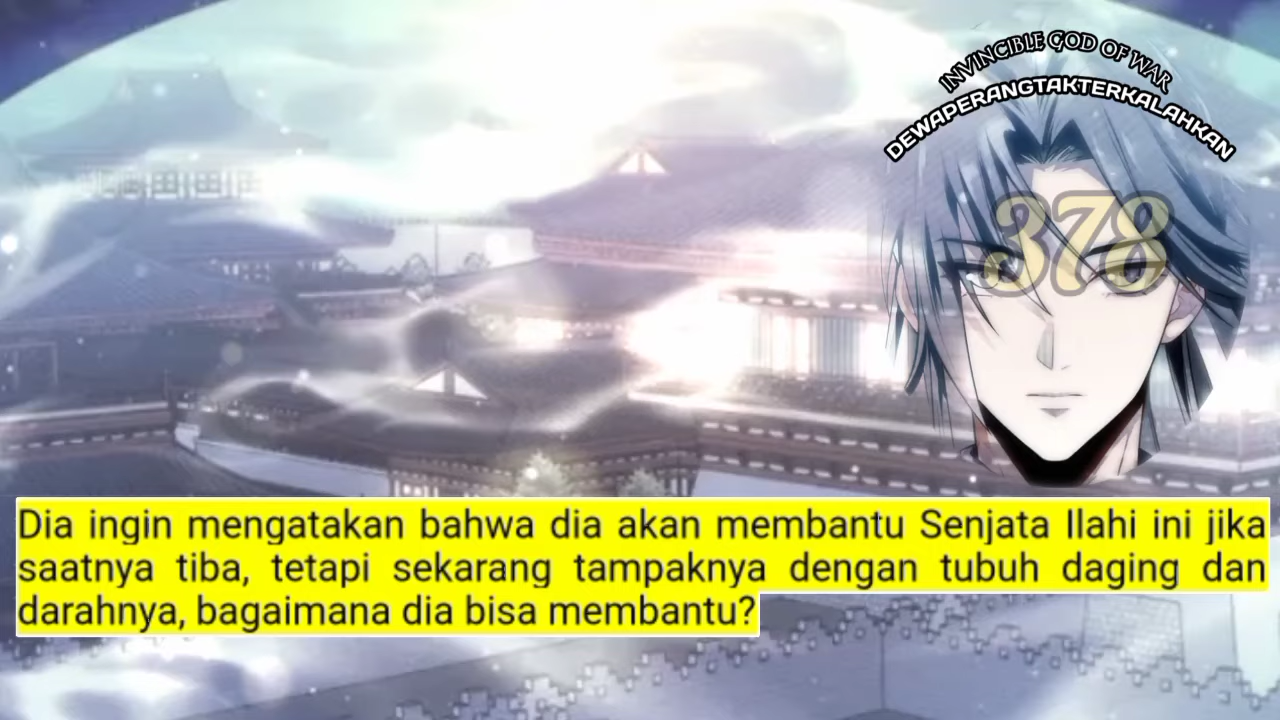 INVINCIBLE GOD OF WAR
DEWAPERANGTAKTERKALAHKAN
378
Dia ingin mengatakan bahwa dia akan membantu Senjata Ilahi ini jika
saatnya tiba, tetapi sekarang tampaknya dengan tubuh daging dan
darahnya, bagaimana dia bisa membantu?